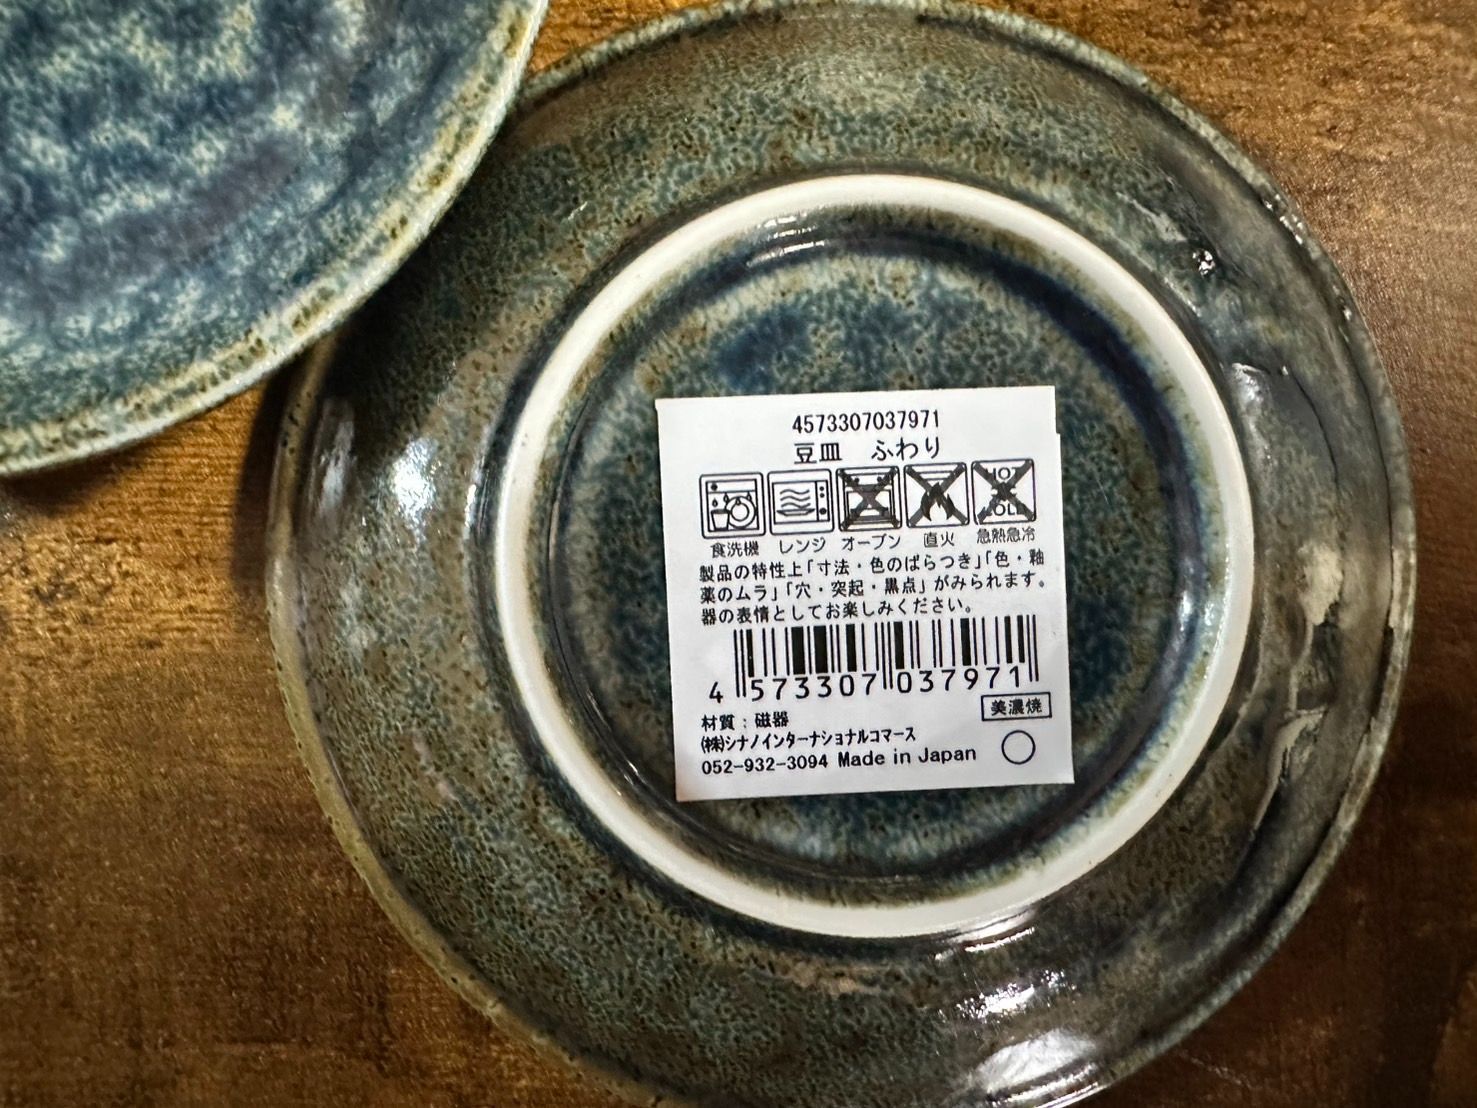 4573307037971
豆皿 ふわり
HOT
COLD
食洗機 レンジ オーブン 直火 急熱急冷
製品の特性上「寸法・色のばらつき」「色・釉
薬のムラ」「穴・突起・黒点」がみられます。
器の表情としてお楽しみください。
4 573307 037971
美濃焼
材質：磁器
(株)シナノインターナショナルコマース
052-932-3094 Made in Japan